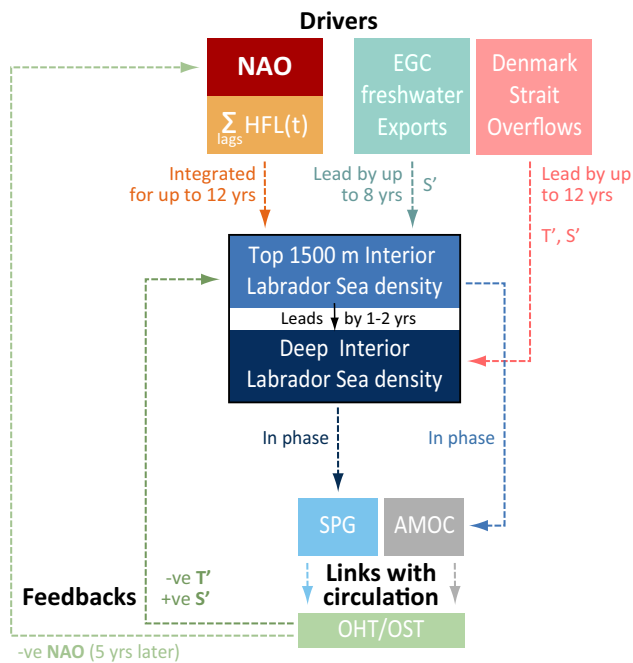 Drivers
NAO
Σ HFL(t)
lags
EGC
freshwater
Exports
Denmark
Strait
Overflows
Integrated
for up to 12 yrs
Lead by up
to 8 yrs
S’
Lead by up
to 12 yrs
T’, S’
Top 1500 m Interior
Labrador Sea density
Leads by 1-2 yrs
Deep Interior
Labrador Sea density
In phase
In phase
SPG
AMOC
Links with
circulation
Feedbacks
-ve T’
+ve S’
OHT/OST
-ve NAO (5 yrs later)